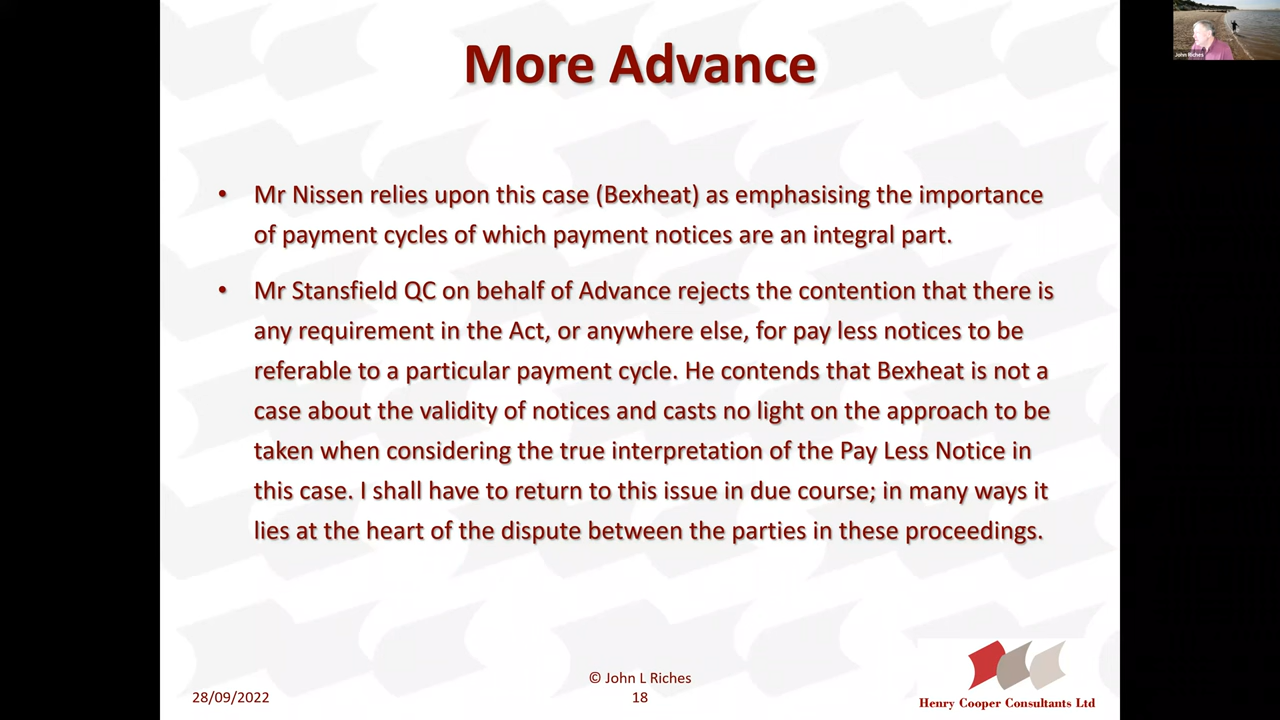 More Advance
John Riches
• Mr Nissen relies upon this case (Bexheat) as emphasising the importance
of payment cycles of which payment notices are an integral part.
• Mr Stansfield QC on behalf of Advance rejects the contention that there is
any requirement in the Act, or anywhere else, for pay less notices to be
referable to a particular payment cycle. He contends that Bexheat is not a
case about the validity of notices and casts no light on the approach to be
taken when considering the true interpretation of the Pay Less Notice in
this case. I shall have to return to this issue in due course; in many ways it
lies at the heart of the dispute between the parties in these proceedings.
© John L Riches
28/09/2022
18
Henry Cooper Consultants Ltd